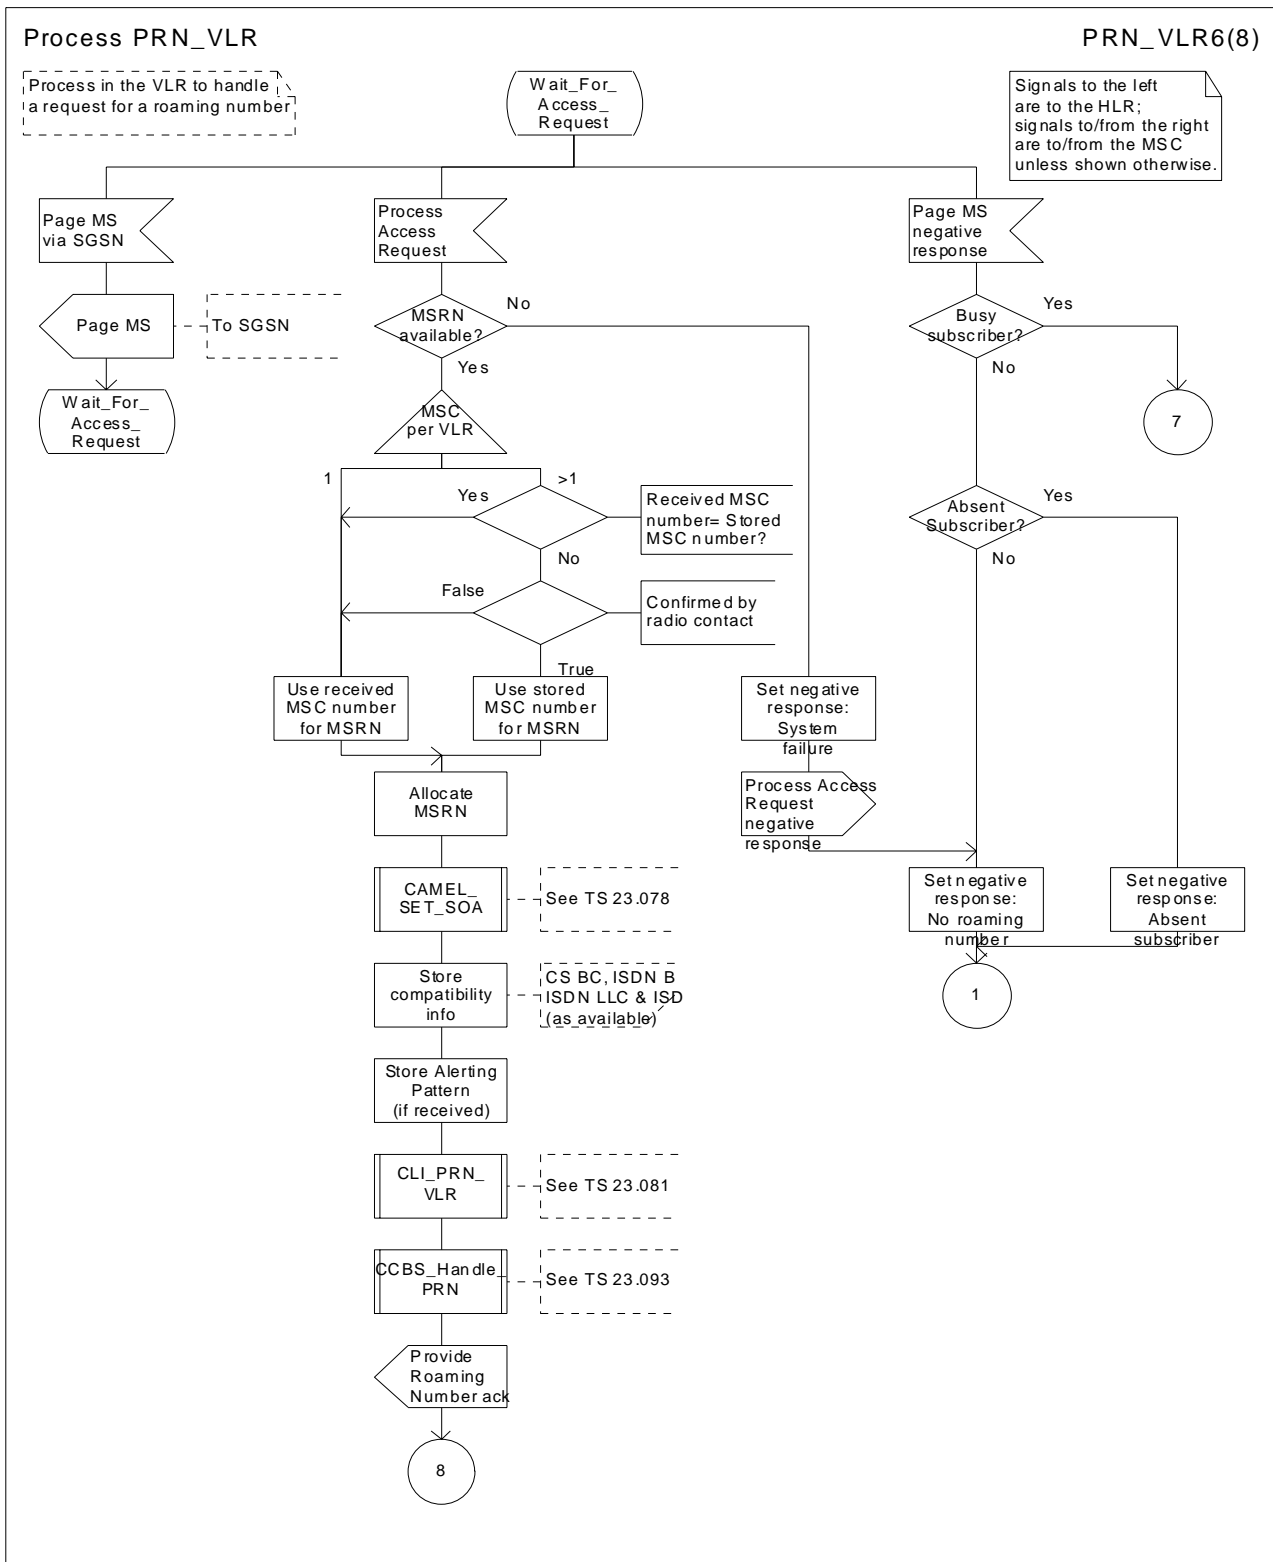 Process PRN_VLR
PRN_VLR6(8)
Process in the VLR to handle
a request for a roaming number
Wait_For_
Access_
Request
Signals to the left
are to the HLR;
signals to/from the right
are to/from the MSC
unless shown otherwise.
Page MS
via SGSN
Process
Access
Request
Page MS
negative
response
Page MS
To SGSN
MSRN
available?
No
Yes
Busy
subscriber?
Yes
No
Wait_For_
Access_
Request
MSC
per VLR
7
1
>1
Yes
Received MSC
number= Stored
MSC number?
No
Absent
Subscriber?
Yes
No
False
Confirmed by
radio contact
True
Use received
MSC number
for MSRN
Use stored
MSC number
for MSRN
Set negative
response:
System
failure
Allocate
MSRN
Process Access
Request
negative
response
CAMEL_
SET_SOA
See TS 23.078
Set negative
response:
No roaming
number
Set negative
response:
Absent
subscriber
Store
compatibility
info
CS BC, ISDN B
ISDN LLC & ISD
(as available)
1
Store Alerting
Pattern
(if received)
CLI_PRN_
VLR
See TS 23.081
CCBS_Handle_
PRN
See TS 23.093
Provide
Roaming
Number ack
8